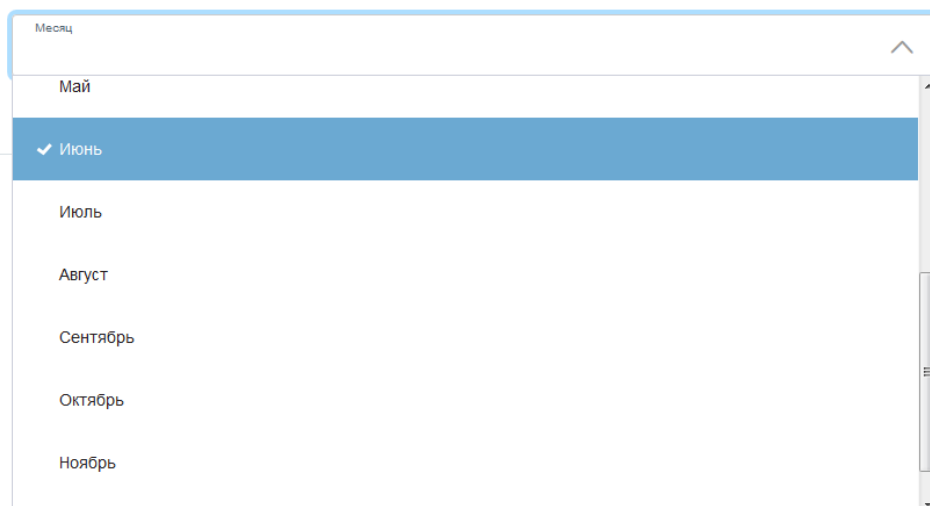 Месяц
Май
Июнь
Июль
Август
Сентябрь
Октябрь
Ноябрь